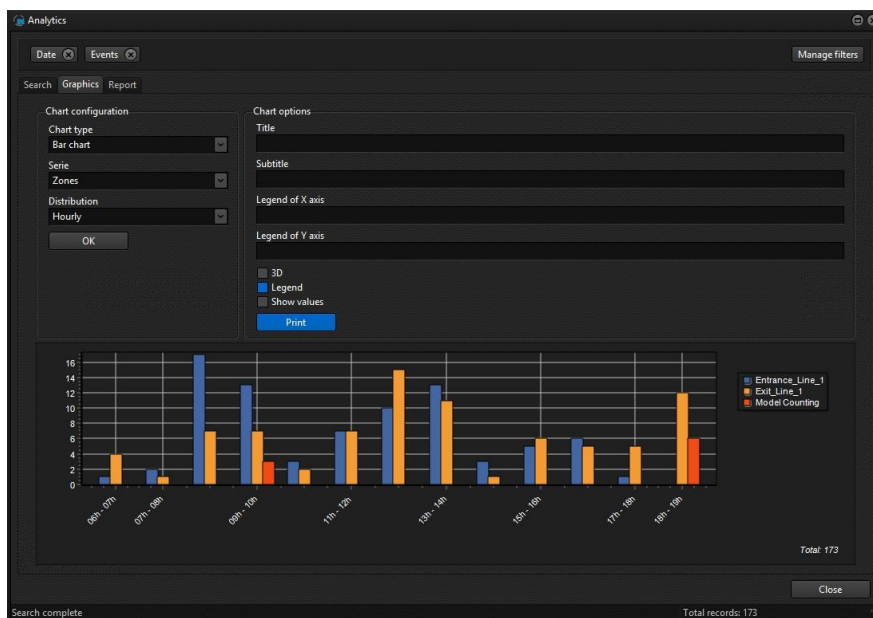 Analytics
Date Events Manage filters
Search Graphics Report
Chart configuration
Chart type
Bar chart
Serie
Zones
Distribution
Hourly
OK
Chart options
Title
Subtitle
Legend of X axis
Legend of Y axis
3D
Legend
Show values
Print
16
14
12
10
8
6
4
2
0
06h - 07h
07h - 08h
09h - 10h
11h - 12h
13h - 14h
15h - 16h
17h - 18h
18h - 19h
Entrance_Line_1
Exit_Line_1
Model Counting
Total: 173
Close
Search complete
Total records: 173